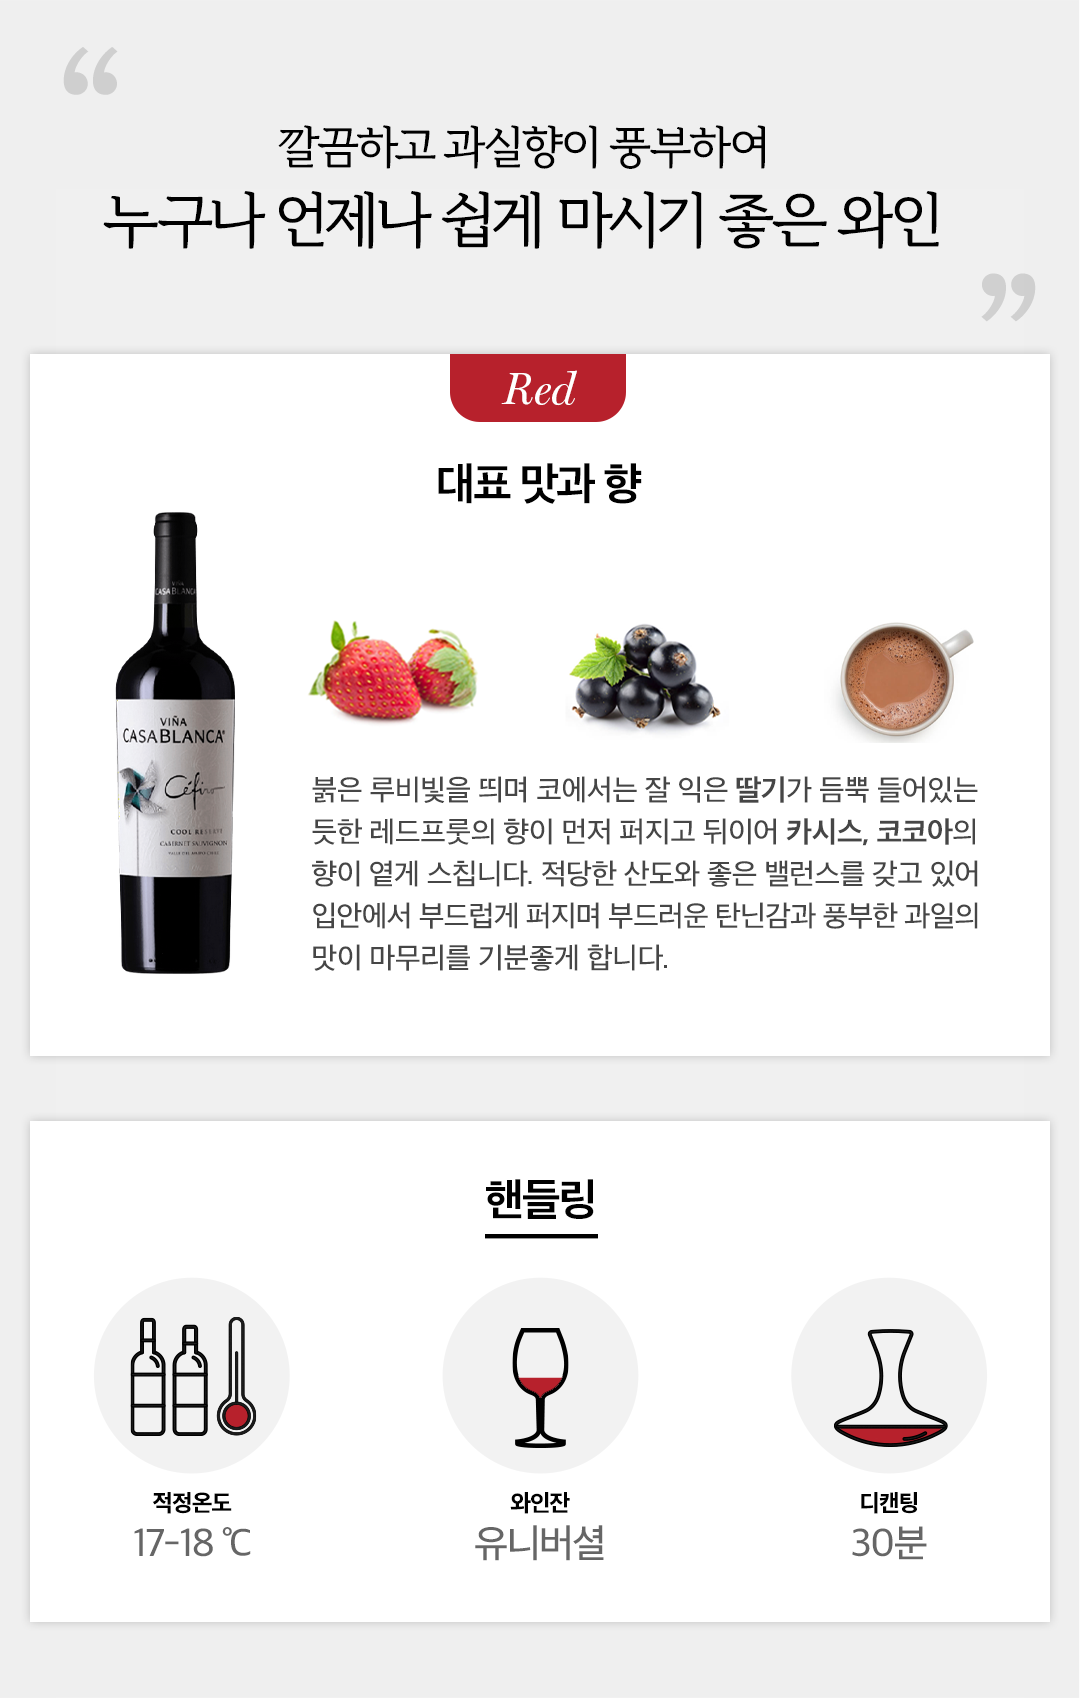 “
깔끔하고 과실향이 풍부하여
누구나 언제나 쉽게 마시기 좋은 와인
”
Red
대표 맛과 향
VIÑA
CASABLANCA
VIÑA
CASABLANCA
Céfiro
COOL RESERVE
CABERNET SAUVIGNON
붉은 루비빛을 띄며 코에서는 잘 익은 딸기가 듬뿍 들어있는
듯한 레드프룻의 향이 먼저 퍼지고 뒤이어 카시스, 코코아의
향이 옅게 스칩니다. 적당한 산도와 좋은 밸런스를 갖고 있어
입안에서 부드럽게 퍼지며 부드러운 탄닌감과 풍부한 과일의
맛이 마무리를 기분좋게 합니다.
핸들링
적정온도
17-18 ℃
와인잔
유니버셜
디캔팅
30분